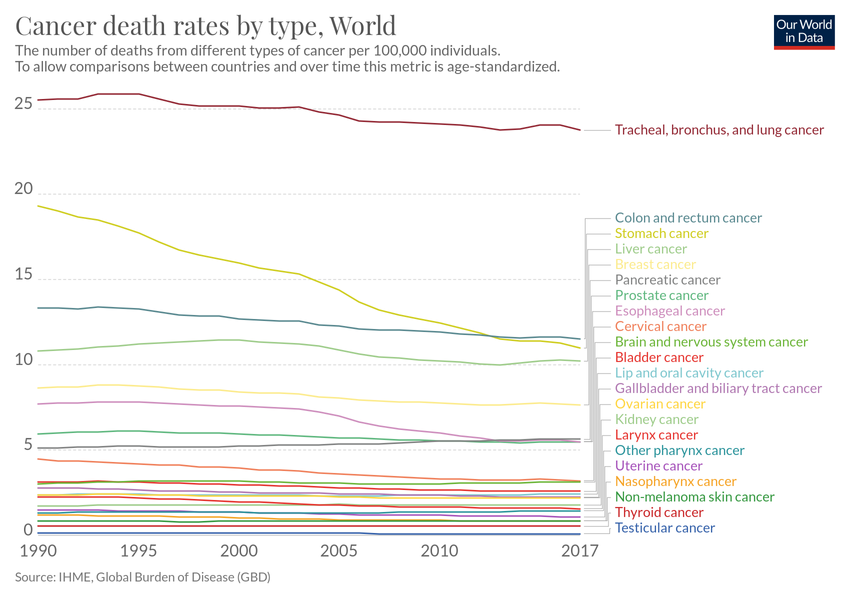 Cancer death rates by type, World
Our World
in Data
The number of deaths from different types of cancer per 100,000 individuals.
To allow comparisons between countries and over time this metric is age-standardized.
25
20
15
10
5
0
1990
1995
2000
2005
2010
2017
Tracheal, bronchus, and lung cancer
Colon and rectum cancer
Stomach cancer
Liver cancer
Breast cancer
Pancreatic cancer
Prostate cancer
Esophageal cancer
Cervical cancer
Brain and nervous system cancer
Bladder cancer
Lip and oral cavity cancer
Gallbladder and biliary tract cancer
Ovarian cancer
Kidney cancer
Larynx cancer
Other pharynx cancer
Uterine cancer
Nasopharynx cancer
Non-melanoma skin cancer
Thyroid cancer
Testicular cancer
Source: IHME, Global Burden of Disease (GBD)